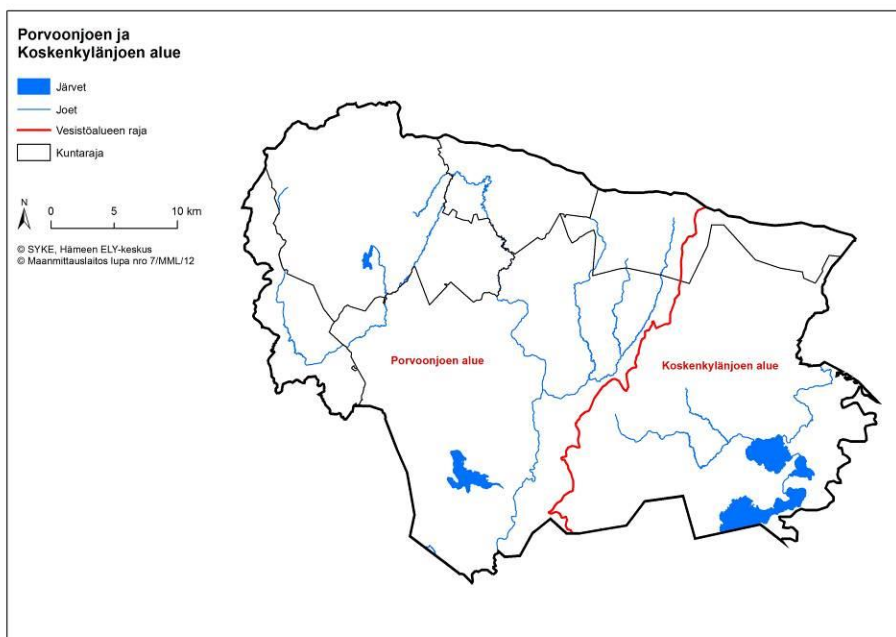 Porvoonjoen ja
Koskenkylänjoen alue
Järvet
Joet
Vesistöalueen raja
Kuntaraja
N
0 5 10 km
© SYKE, Hämeen ELY-keskus
© Maanmittauslaitos lupa nro 7/MML/12
Porvoonjoen alue
Koskenkylänjoen alue